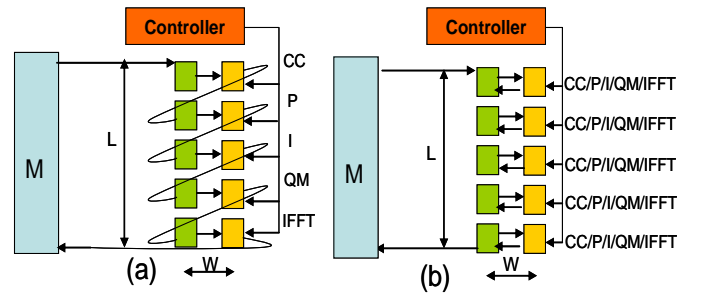 Controller
CC
P
I
QM
IFFT
L
M
W
(a)
Controller
CC/P/I/QM/IFFT
CC/P/I/QM/IFFT
CC/P/I/QM/IFFT
CC/P/I/QM/IFFT
CC/P/I/QM/IFFT
L
M
W
(b)